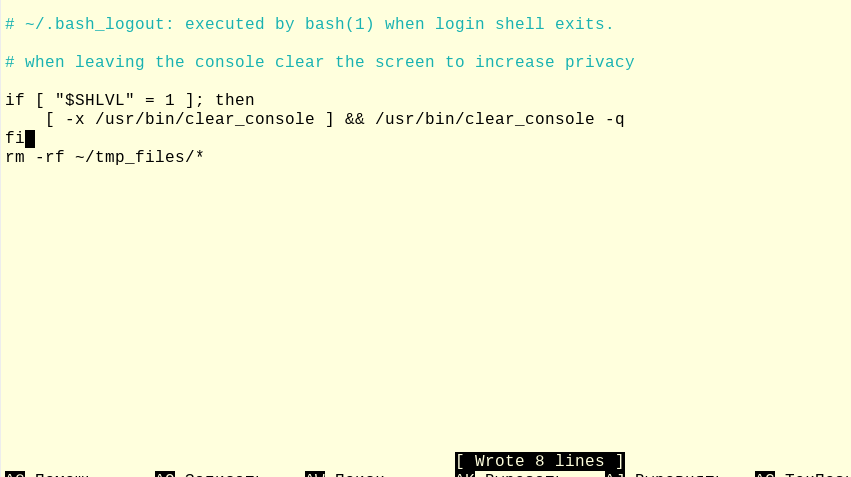 # ~/.bash_logout: executed by bash(1) when login shell exits.
# when leaving the console clear the screen to increase privacy
if [ "$SHLVL" = 1 ]; then
    [ -x /usr/bin/clear_console ] && /usr/bin/clear_console -q
fi
rm -rf ~/tmp_files/*
[ Wrote 8 lines ]